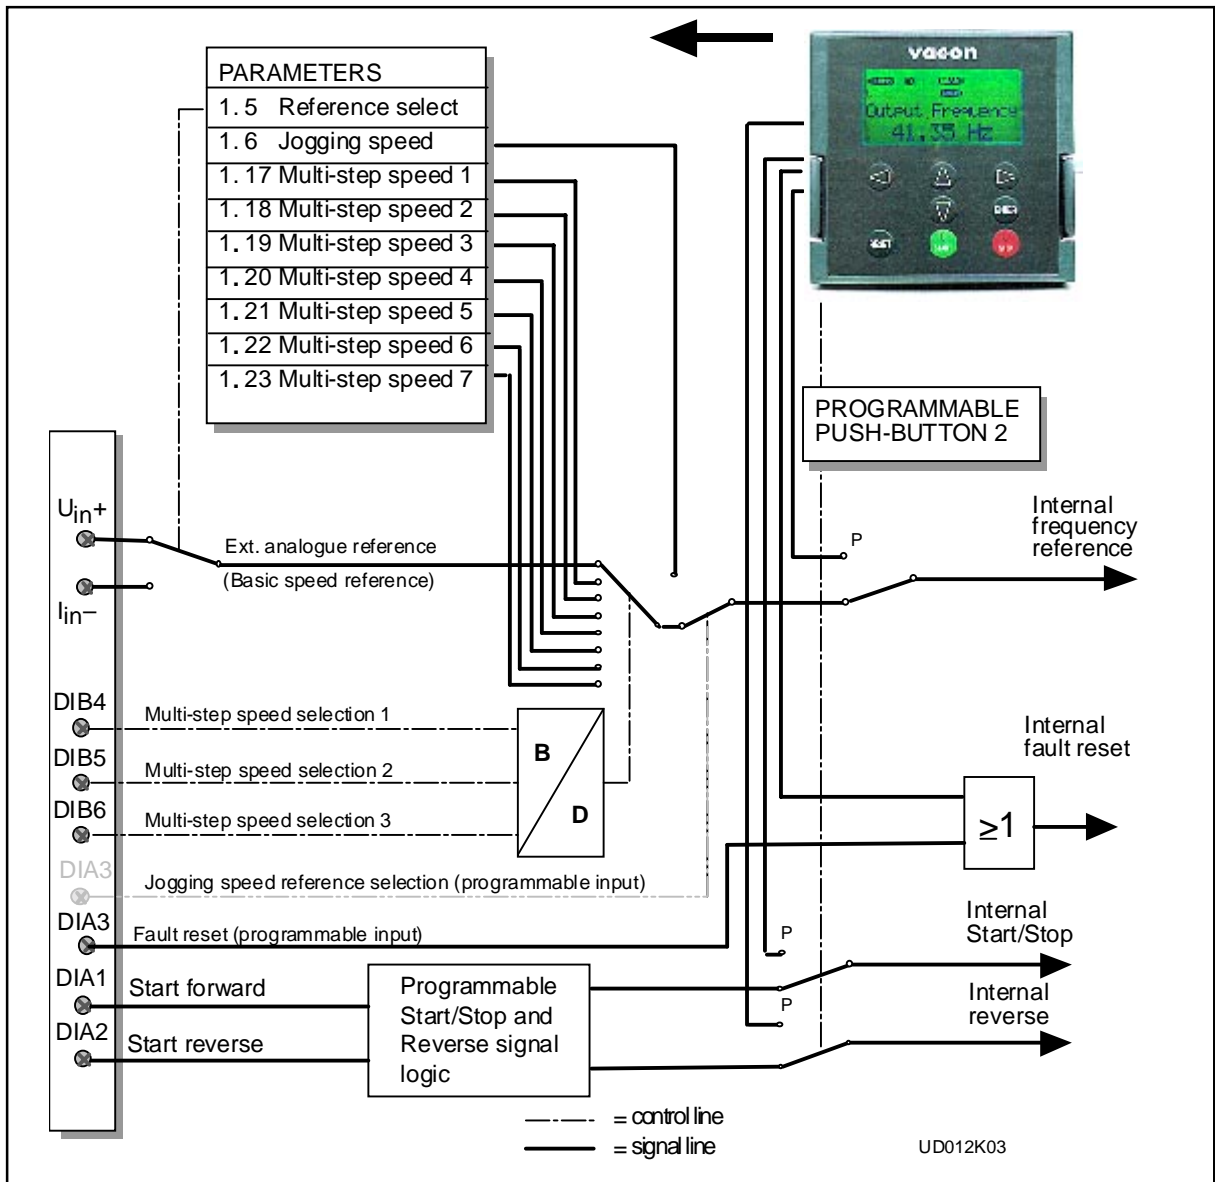 vacon
Output Frequency
41.35 Hz
PARAMETERS
1.5 Reference select
1.6 Jogging speed
1.17 Multi-step speed 1
1.18 Multi-step speed 2
1.19 Multi-step speed 3
1.20 Multi-step speed 4
1.21 Multi-step speed 5
1.22 Multi-step speed 6
1.23 Multi-step speed 7
PROGRAMMABLE
PUSH-BUTTON 2
Uin+
Iin–
Ext. analogue reference
(Basic speed reference)
P
Internal
frequency
reference
DIB4
Multi-step speed selection 1
DIB5
Multi-step speed selection 2
DIB6
Multi-step speed selection 3
B
D
Internal
fault reset
≥1
DIA3
Jogging speed reference selection (programmable input)
DIA3
Fault reset (programmable input)
P
Internal
Start/Stop
DIA1
Start forward
DIA2
Start reverse
Programmable
Start/Stop and
Reverse signal
logic
P
Internal
reverse
= control line
= signal line
UD012K03